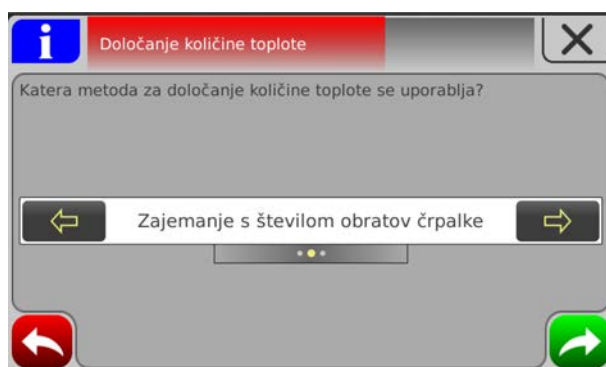 i
Določanje količine toplote
Katera metoda za določanje količine toplote se uporablja?
Zajemanje s številom obratov črpalke